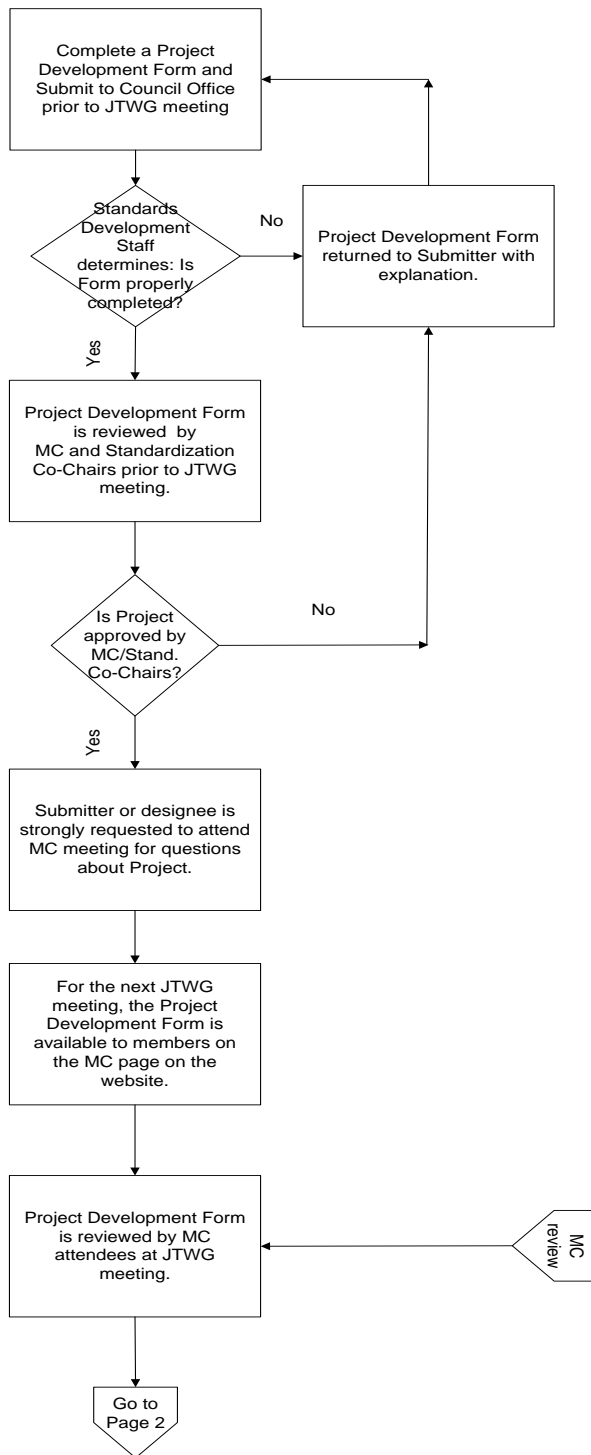 Complete a Project
Development Form and
Submit to Council Office
prior to JTWG meeting
Standards
Development
Staff
determines: Is
Form properly
completed?
No
Project Development Form
returned to Submitter with
explanation.
Yes
Project Development Form
is reviewed by
MC and Standardization
Co-Chairs prior to JTWG
meeting.
Is Project
approved by
MC/Stand.
Co-Chairs?
No
Yes
Submitter or designee is
strongly requested to attend
MC meeting for questions
about Project.
For the next JTWG
meeting, the Project
Development Form is
available to members on
the MC page on the
website.
Project Development Form
is reviewed by MC
attendees at JTWG
meeting.
MC
review
Go to
Page 2